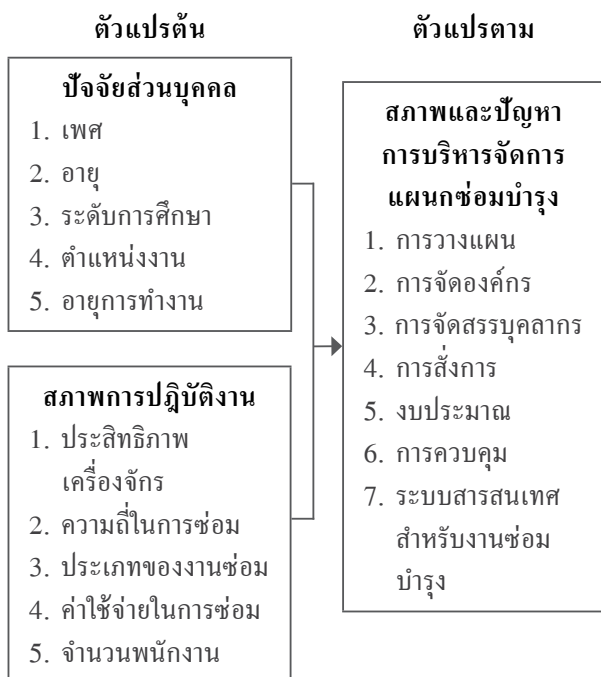 ตัวแปรต้น
ปัจจัยส่วนบุคคล
1. เพศ
2. อายุ
3. ระดับการศึกษา
4. ตำแหน่งงาน
5. อายุการทำงาน
สภาพการปฎิบัติงาน
1. ประสิทธิภาพ
เครื่องจักร
2. ความถี่ในการซ่อม
3. ประเภทของงานซ่อม
4. ค่าใช้จ่ายในการซ่อม
5. จำนวนพนักงาน
ตัวแปรตาม
สภาพและปัญหา
การบริหารจัดการ
แผนกซ่อมบำรุง
1. การวางแผน
2. การจัดองค์กร
3. การจัดสรรบุคลากร
4. การสั่งการ
5. งบประมาณ
6. การควบคุม
7. ระบบสารสนเทศ
สำหรับงานซ่อม
บำรุง